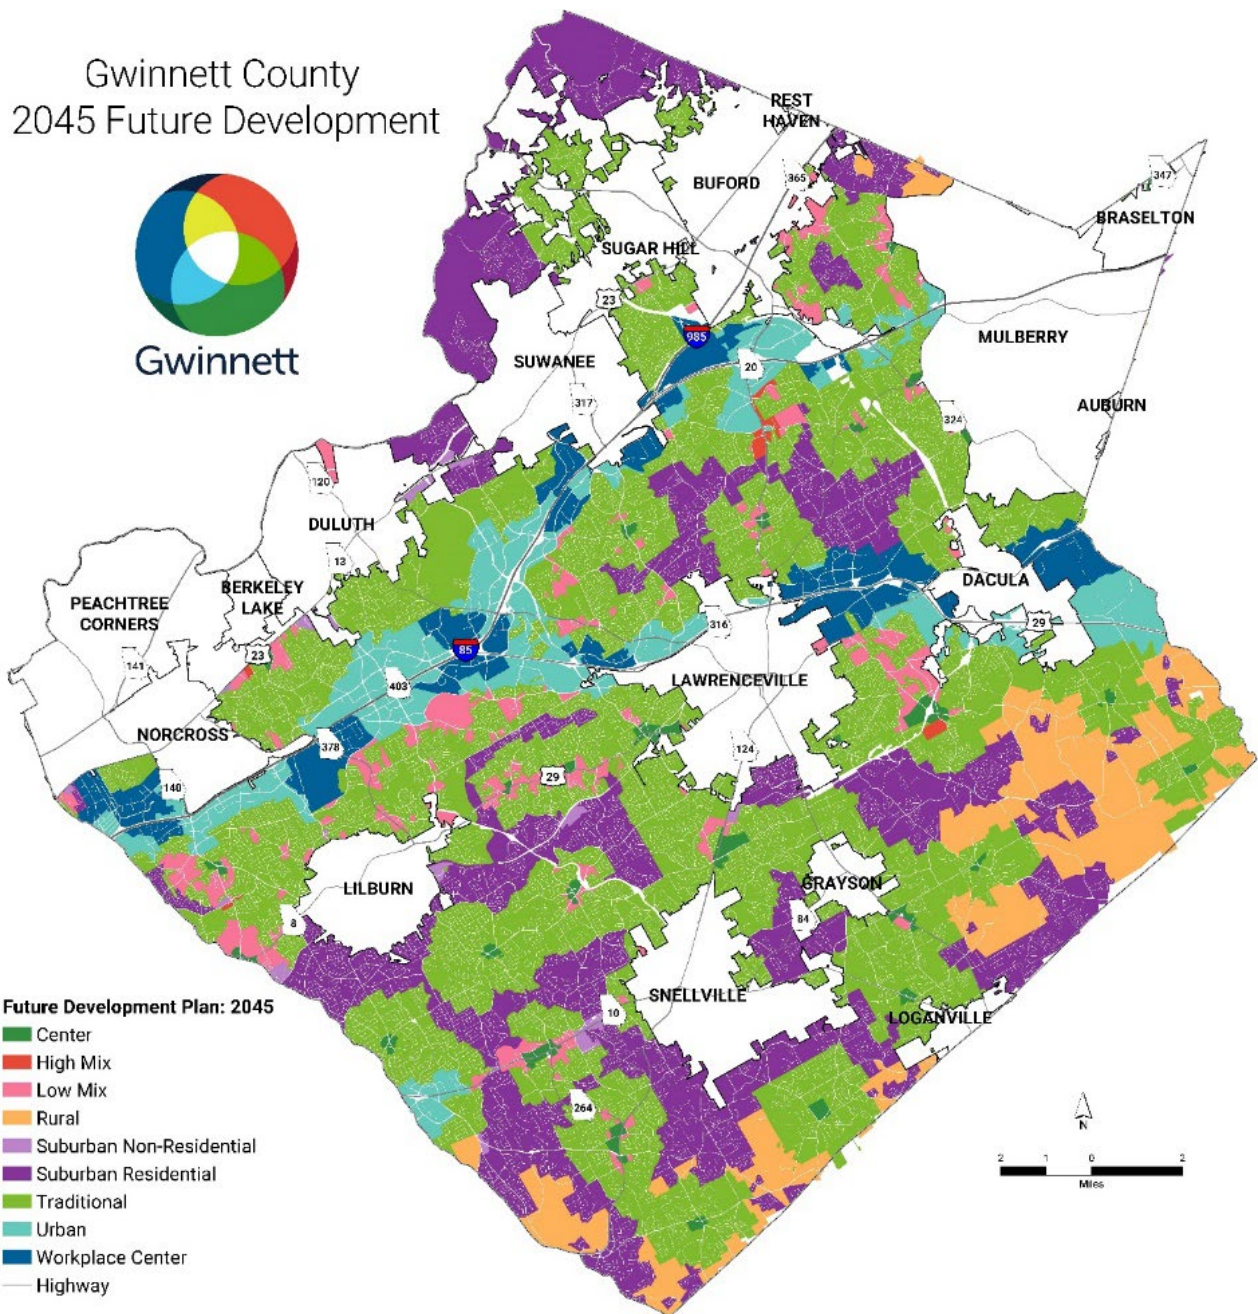 Gwinnett County
2045 Future Development
Gwinnett
REST
HAVEN
BUFORD
365
347
BRASELTON
SUGAR HILL
23
985
MULBERRY
SUWANEE
20
317
AUBURN
324
120
DULUTH
13
DACULA
BERKELEY
LAKE
PEACHTREE
CORNERS
316
29
141
23
85
403
LAWRENCEVILLE
NORCROSS
378
124
29
140
LILBURN
GRAYSON
84
8
SNELLVILLE
10
LOGANVILLE
264
Future Development Plan: 2045
Center
High Mix
Low Mix
Rural
Suburban Non-Residential
Suburban Residential
Traditional
Urban
Workplace Center
Highway
N
2 1 0 2
Miles